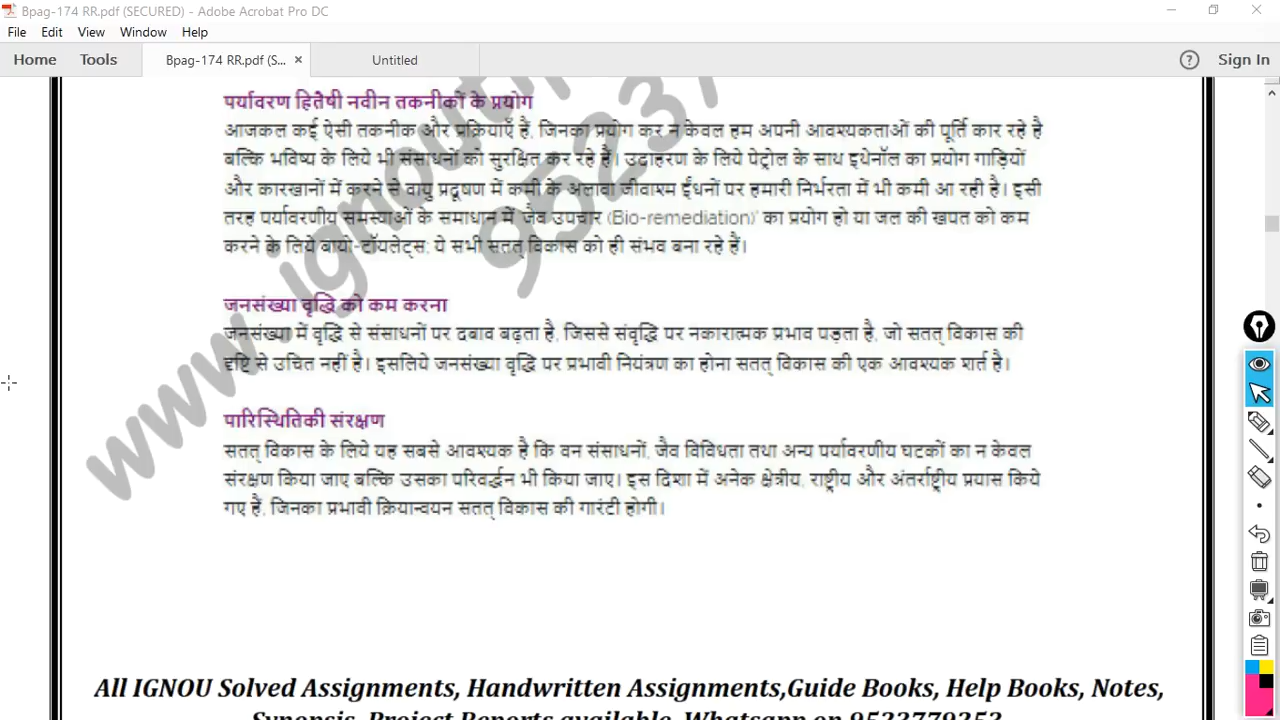 Bpag-174 RR.pdf (SECURED) - Adobe Acrobat Pro DC
File Edit View Window Help
Home Tools Bpag-174 RR.pdf (S... × Untitled Sign In
पर्यावरण हितैषी नवीन तकनीकों के प्रयोग
आजकल कई ऐसी तकनीक और प्रक्रियाएँ हैं, जिनका प्रयोग कर न केवल हम अपनी आवश्यकताओं की पूर्ति कार रहे है
बल्कि भविष्य के लिये भी संसाधनों को सुरक्षित कर रहे हैं। उदाहरण के लिये पेट्रोल के साथ इथेनॉल का प्रयोग गाड़ियों
और कारखानों में करने से वायु प्रदूषण में कमी के अलावा जीवाश्म ईंधनों पर हमारी निर्भरता में भी कमी आ रही है। इसी
तरह पर्यावरणीय समस्याओं के समाधान में जैव उपचार (Bio-remediation)' का प्रयोग हो या जल की खपत को कम
करने के लिये बायो-टॉयलेट्स; ये सभी सतत् विकास को ही संभव बना रहे हैं।
जनसंख्या वृद्धि को कम करना
जनसंख्या में वृद्धि से संसाधनों पर दबाव बढ़ता है, जिससे संवृद्धि पर नकारात्मक प्रभाव पड़ता है, जो सतत् विकास की
दृष्टि से उचित नहीं है। इसलिये जनसंख्या वृद्धि पर प्रभावी नियंत्रण का होना सतत् विकास की एक आवश्यक शर्त है।
पारिस्थितिकी संरक्षण
सतत् विकास के लिये यह सबसे आवश्यक है कि वन संसाधनों, जैव विविधता तथा अन्य पर्यावरणीय घटकों का न केवल
संरक्षण किया जाए बल्कि उसका परिवर्द्धन भी किया जाए। इस दिशा में अनेक क्षेत्रीय, राष्ट्रीय और अंतर्राष्ट्रीय प्रयास किये
गए हैं, जिनका प्रभावी क्रियान्वयन सतत् विकास की गारंटी होगी।
All IGNOU Solved Assignments, Handwritten Assignments,Guide Books, Help Books, Notes,
Synopsis, Project Reports available. Whatsapp on 9523779353